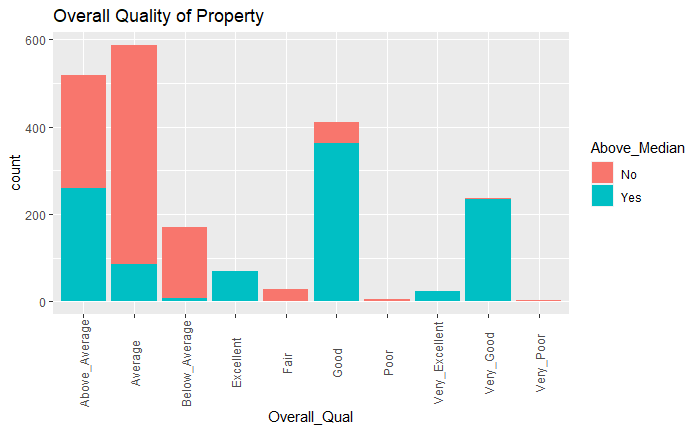 Overall Quality of Property
600
400
200
0
count
Above_Average
Average
Below_Average
Excellent
Fair
Good
Poor
Very_Excellent
Very_Good
Very_Poor
Overall_Qual
Above_Median
No
Yes